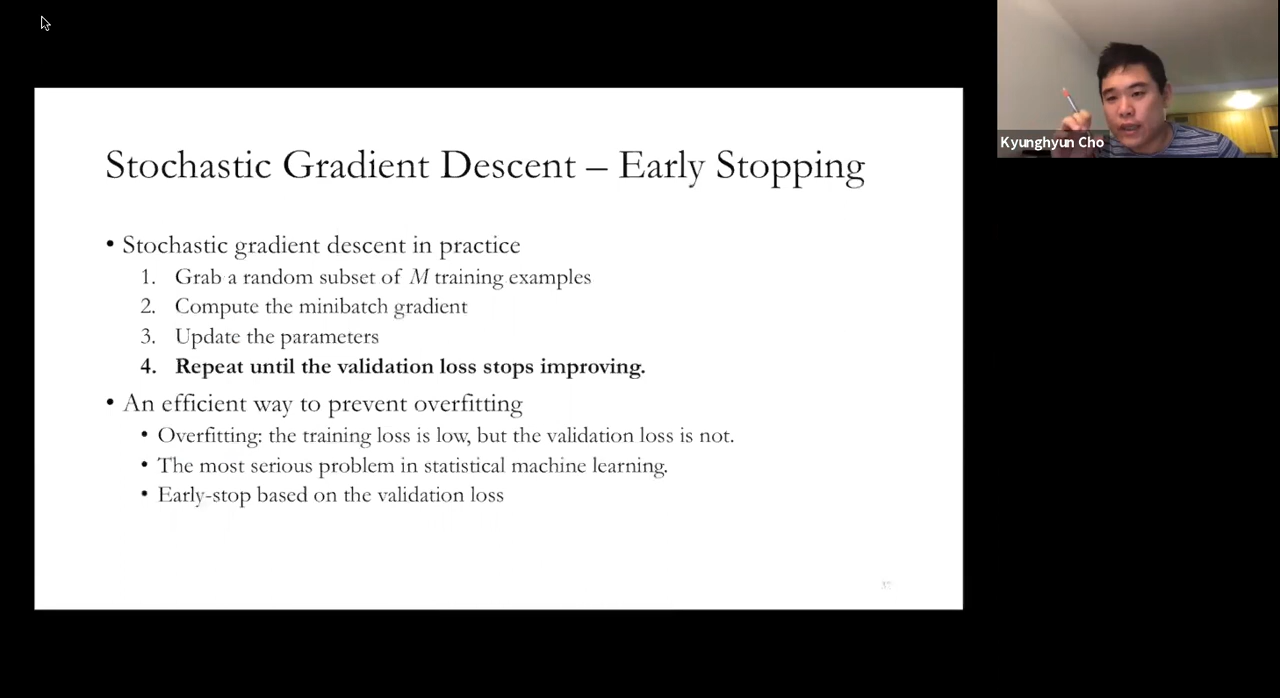 Stochastic Gradient Descent – Early Stopping
• Stochastic gradient descent in practice
1. Grab a random subset of M training examples
2. Compute the minibatch gradient
3. Update the parameters
4. Repeat until the validation loss stops improving.
• An efficient way to prevent overfitting
• Overfitting: the training loss is low, but the validation loss is not.
• The most serious problem in statistical machine learning.
• Early-stop based on the validation loss
Kyunghyun Cho